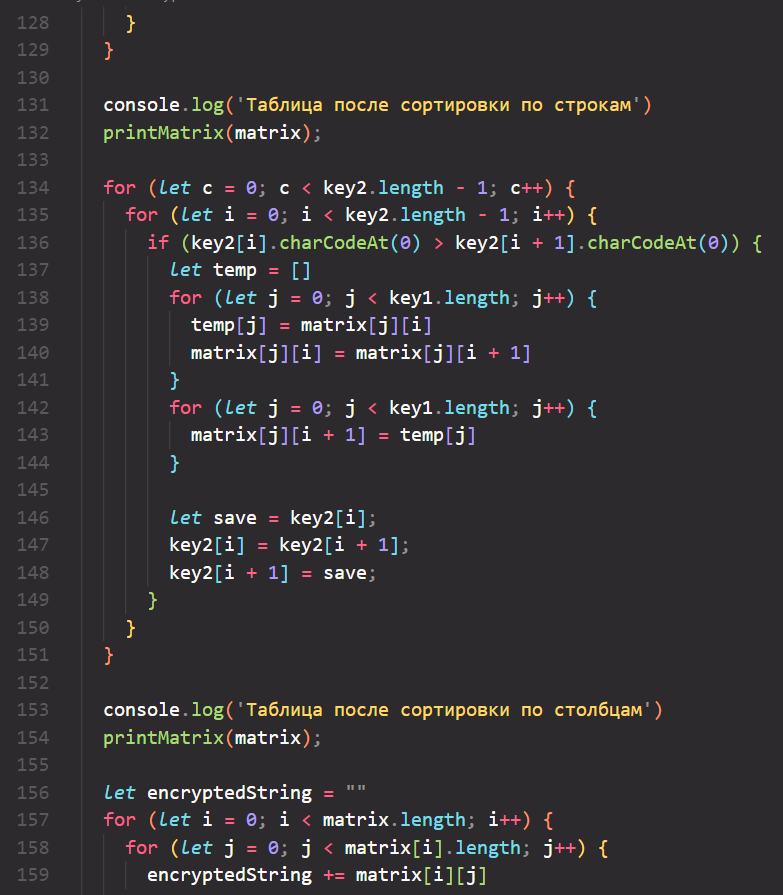 128 }
129 }
130
131 console.log('Таблица после сортировки по строкам')
132 printMatrix(matrix);
133
134 for (let c = 0; c < key2.length - 1; c++) {
135 for (let i = 0; i < key2.length - 1; i++) {
136 if (key2[i].charCodeAt(0) > key2[i + 1].charCodeAt(0)) {
137 let temp = []
138 for (let j = 0; j < key1.length; j++) {
139 temp[j] = matrix[j][i]
140 matrix[j][i] = matrix[j][i + 1]
141 }
142 for (let j = 0; j < key1.length; j++) {
143 matrix[j][i + 1] = temp[j]
144 }
145
146 let save = key2[i];
147 key2[i] = key2[i + 1];
148 key2[i + 1] = save;
149 }
150 }
151 }
152
153 console.log('Таблица после сортировки по столбцам')
154 printMatrix(matrix);
155
156 let encryptedString = ""
157 for (let i = 0; i < matrix.length; i++) {
158 for (let j = 0; j < matrix[i].length; j++) {
159 encryptedString += matrix[i][j]